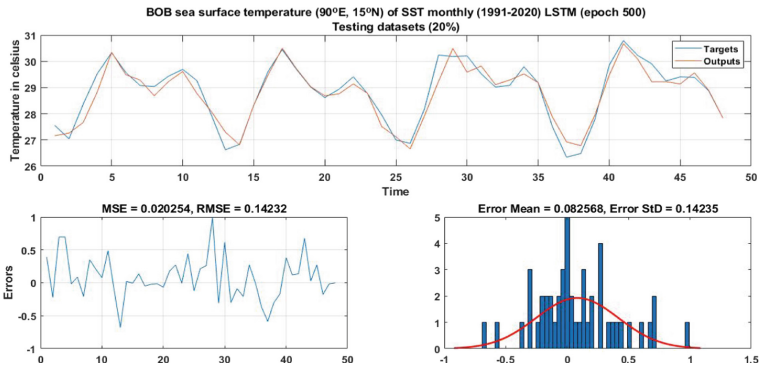 BOB sea surface temperature (90⁰E, 15⁰N) of SST monthly (1991-2020) LSTM (epoch 500)
Testing datasets (20%)
Temperature in celsius
31
30
29
28
27
26
Targets
Outputs
0 5 10 15 20 25 30 35 40 45 50
Time
MSE = 0.020254, RMSE = 0.14232
Errors
1
0.5
0
-0.5
-1
0 10 20 30 40 50
Error Mean = 0.082568, Error StD = 0.14235
5
4
3
2
1
0
-1 -0.5 0 0.5 1 1.5